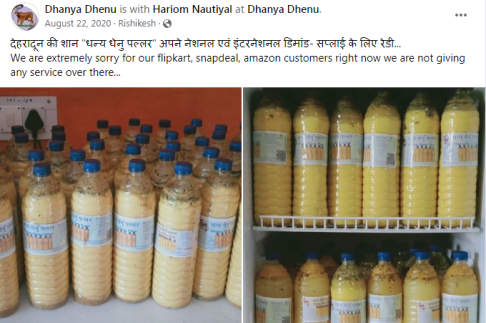 Dhanya Dhenu is with Hariom Nautiyal at Dhanya Dhenu.
August 22, 2020 · Rishikesh ·
देहरादून की शान "धन्य धेनु पल्लर" अपने नेशनल एवं इंटरनेशनल डिमांड- सप्लाई के लिए रेडी...
We are extremely sorry for our flipkart, snapdeal, amazon customers right now we are not giving
any service over there...